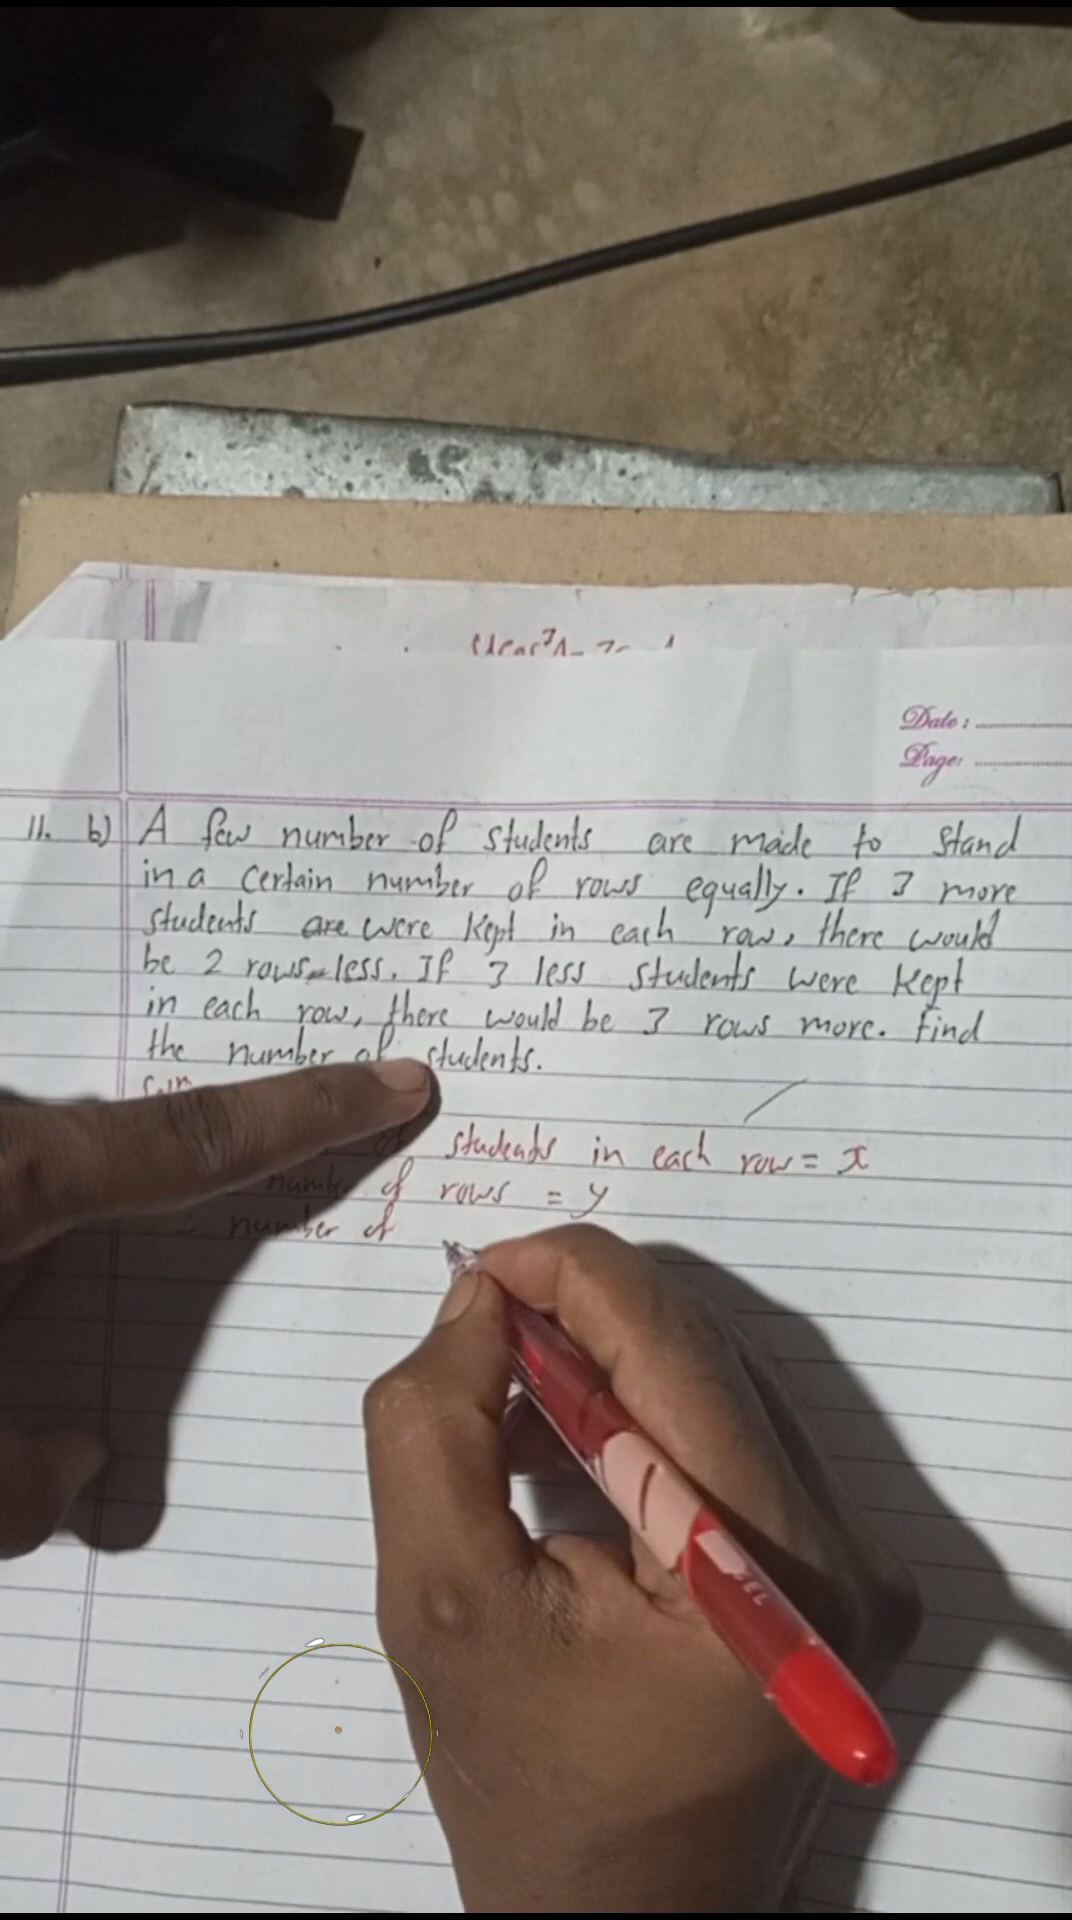 Date:
Page:
11. b) A few number of students are made to stand
in a certain number of rows equally. If 3 more
students are were kept in each row, there would
be 2 rows less. If 3 less students were kept
in each row, there would be 3 rows more. find
the number of students.
of students in each row = x
number of rows = y
number of